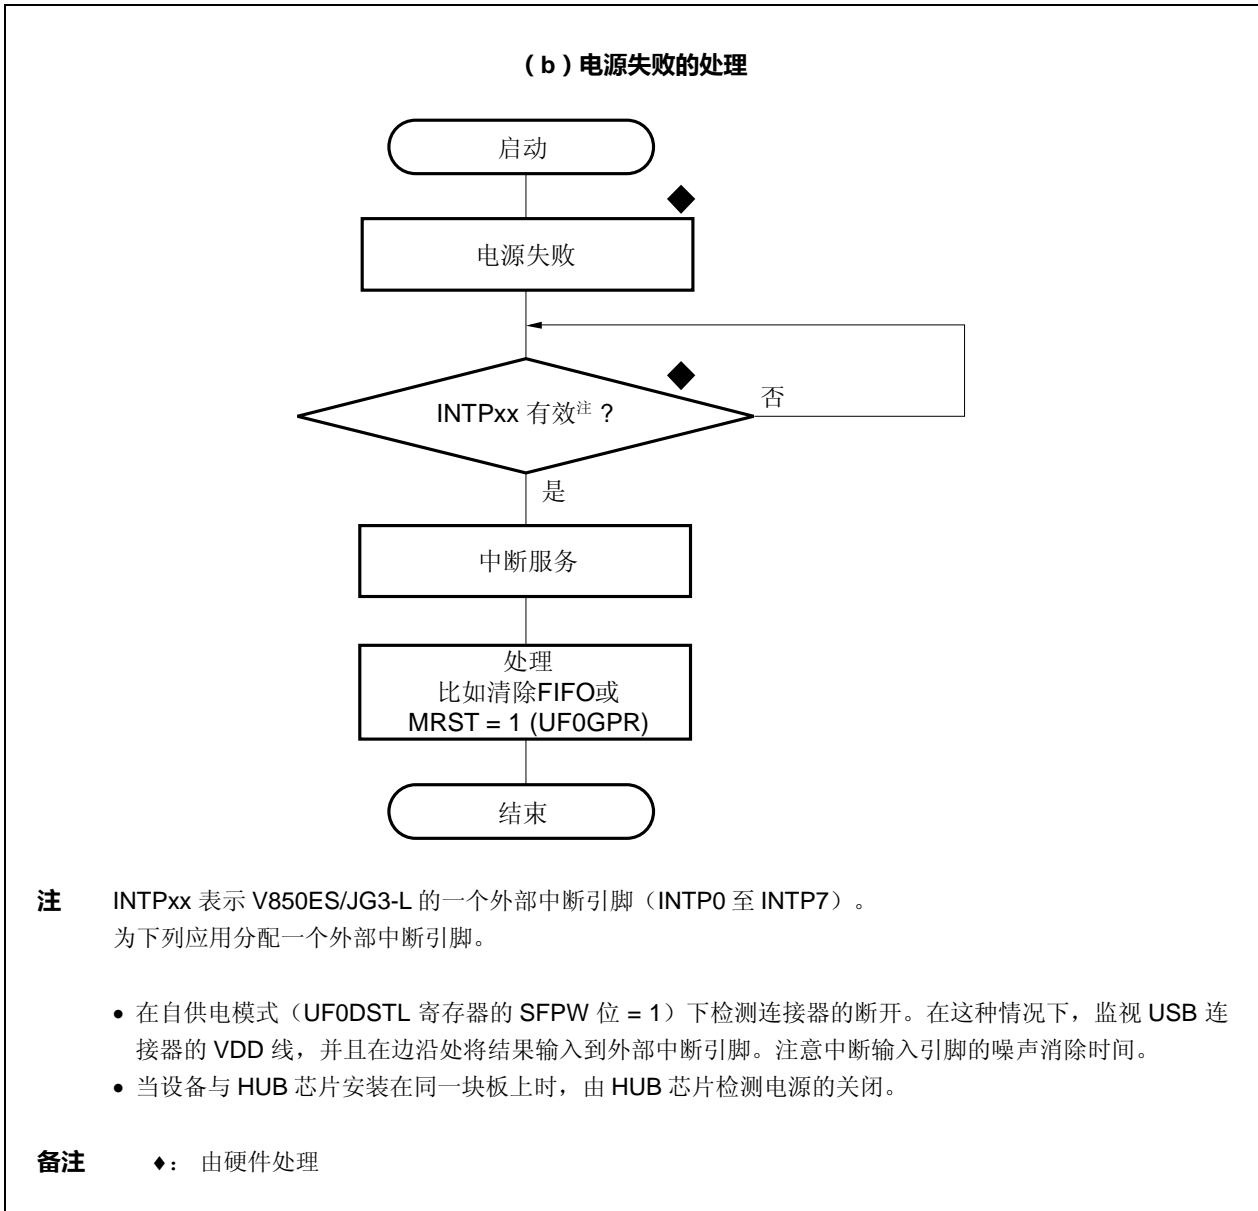 （b）电源失败的处理
启动
◆
电源失败
◆
INTPxx 有效注 ?
否
是
中断服务
处理
比如清除FIFO或
MRST = 1 (UF0GPR)
结束
注 INTPxx 表示 V850ES/JG3-L 的一个外部中断引脚（INTP0 至 INTP7）。
为下列应用分配一个外部中断引脚。
• 在自供电模式（UF0DSTL 寄存器的 SFPW 位 = 1）下检测连接器的断开。在这种情况下，监视 USB 连
接器的 VDD 线，并且在边沿处将结果输入到外部中断引脚。注意中断输入引脚的噪声消除时间。
• 当设备与 HUB 芯片安装在同一块板上时，由 HUB 芯片检测电源的关闭。
备注 ♦： 由硬件处理